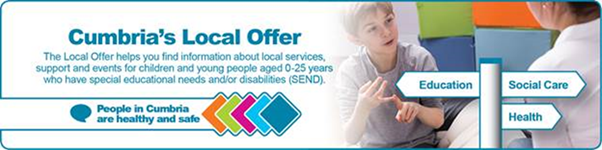 Cumbria's Local Offer
The Local Offer helps you find information about local services,
support and events for children and young people aged 0-25 years
who have special educational needs and/or disabilities (SEND).
People in Cumbria
are healthy and safe
Education
Social Care
Health